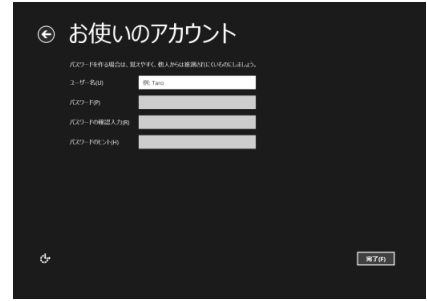 お使いのアカウント
パスワードを作る場合は、覚えやすく、他人からは推測されにくいものにしましょう。
ユーザー名(U)
例: Taro
パスワード(P)
パスワードの確認入力(R)
パスワードのヒント(H)
完了(F)